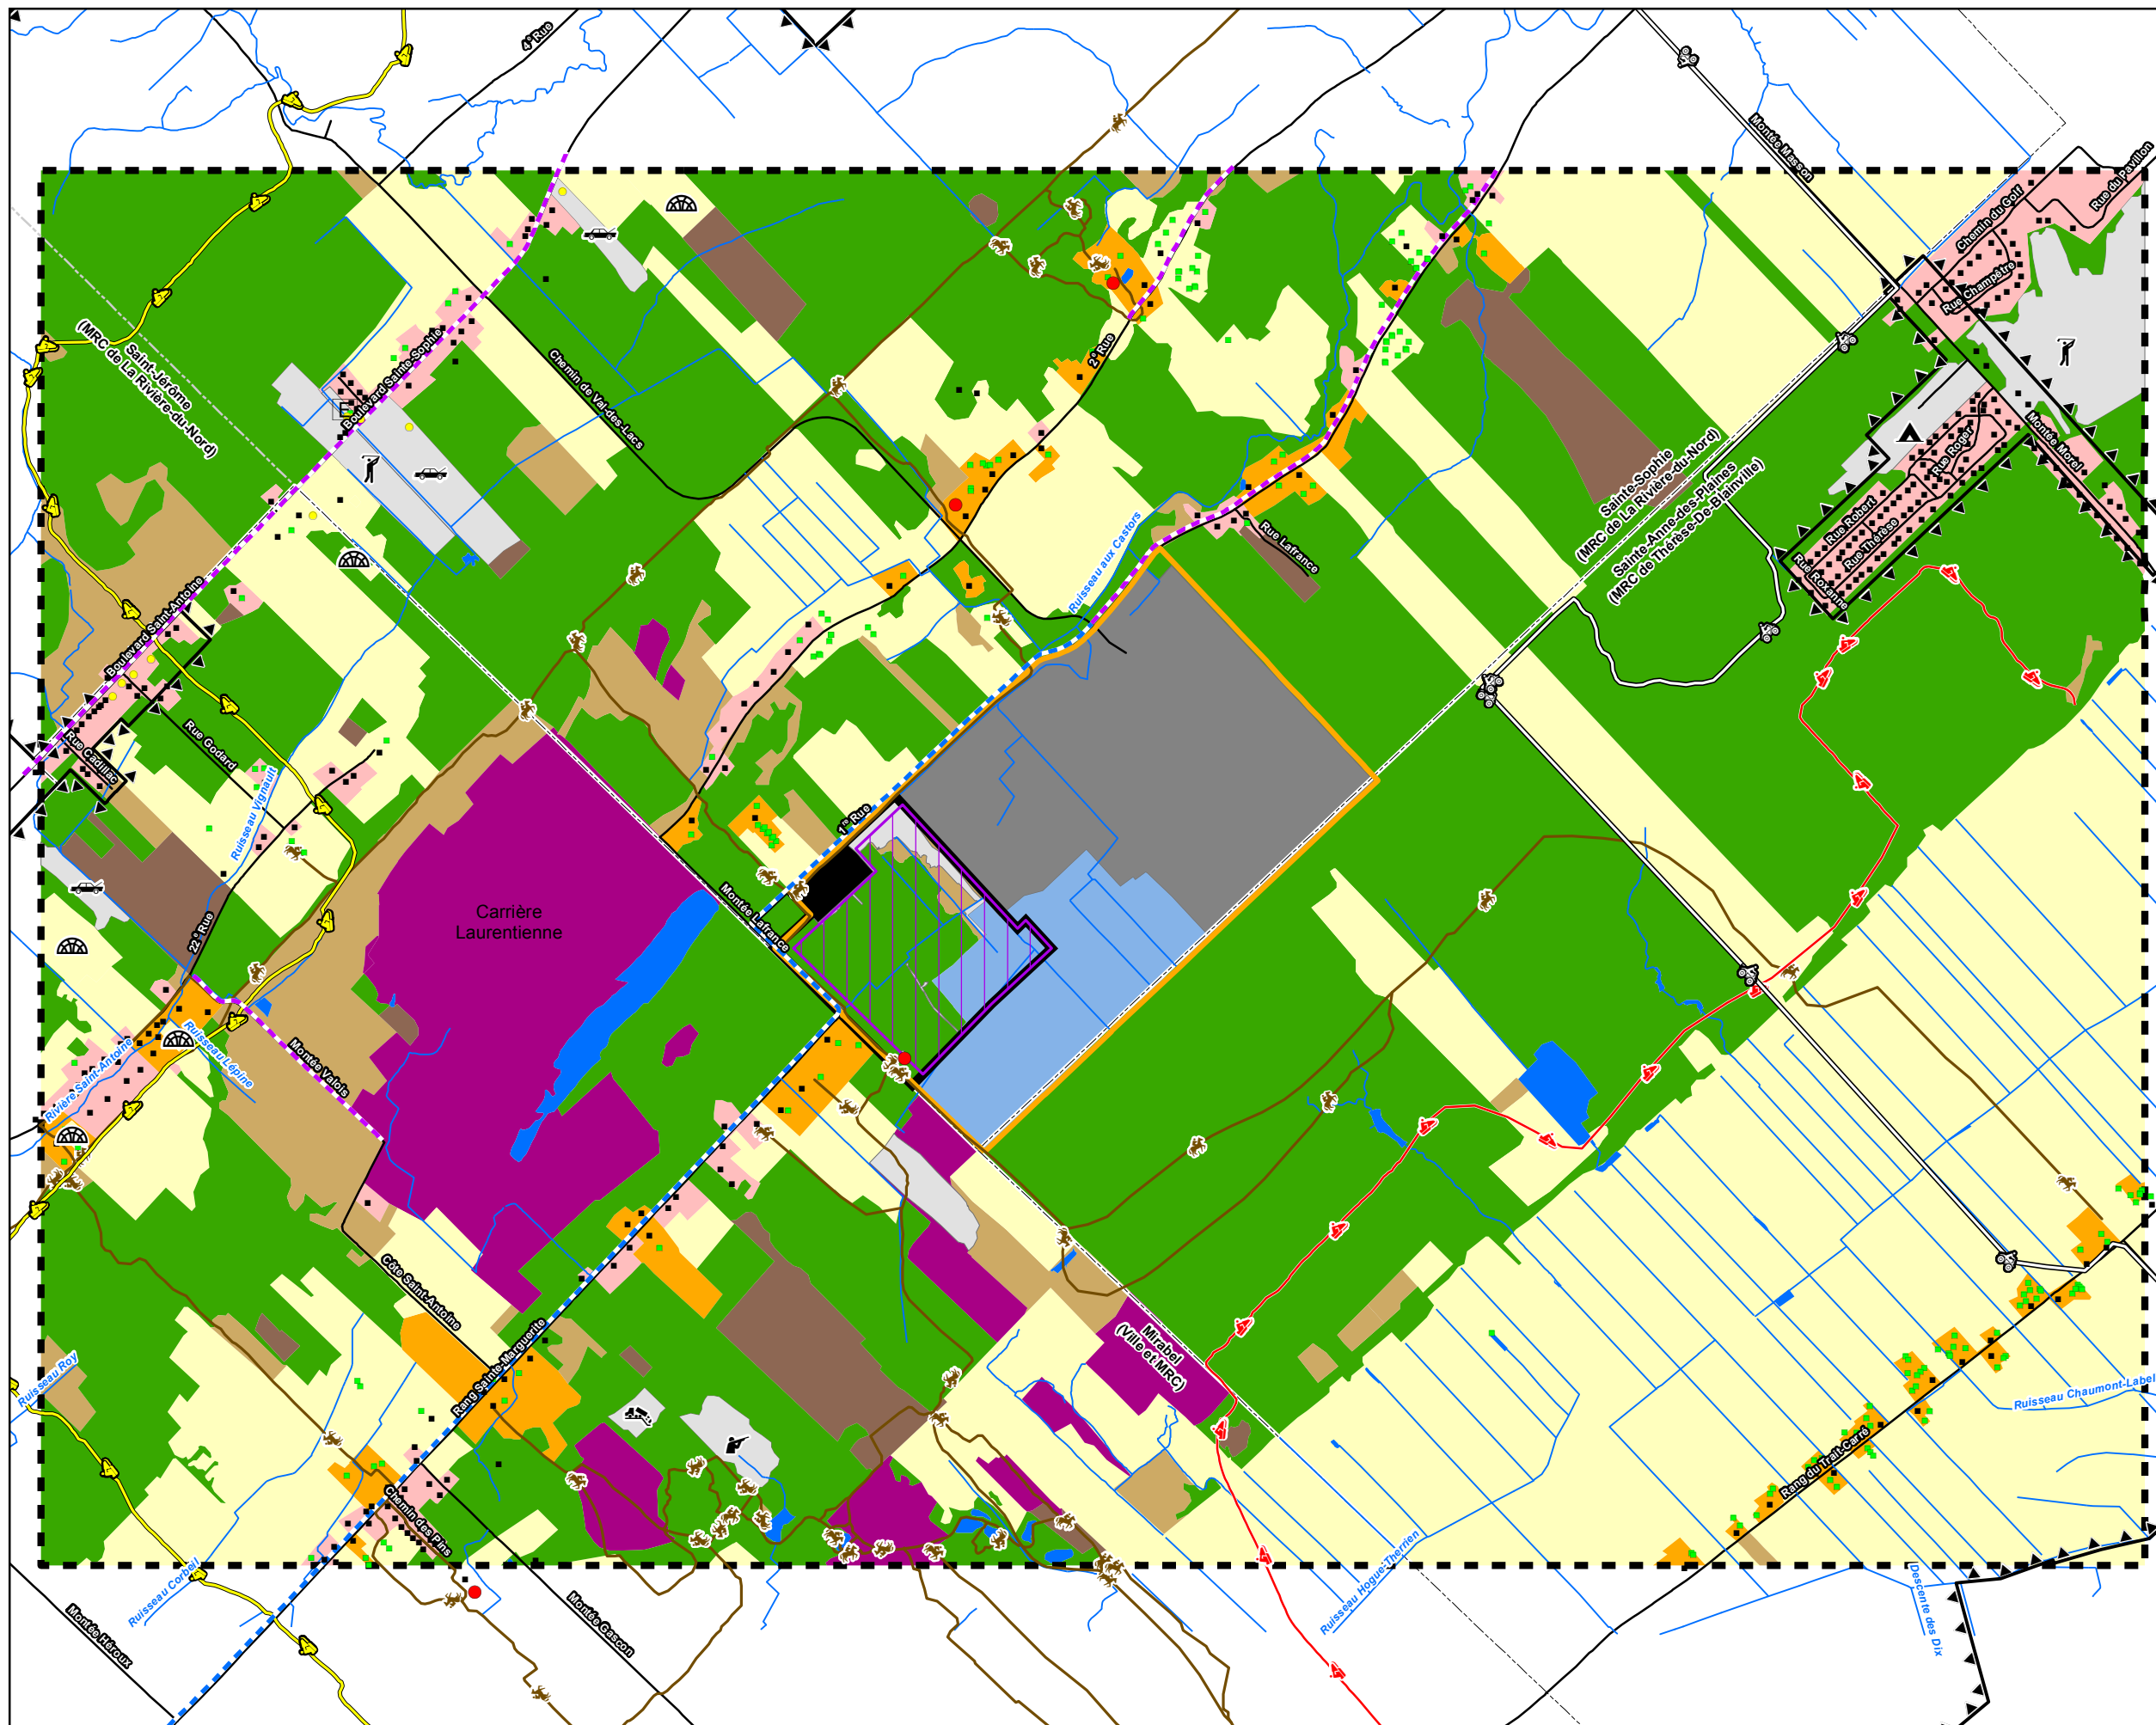 4e Rue
Montée Masson
Rue du Pavillon
Chemin du Golf
Rue Champêtre
Boulevard Sainte-Sophie
Saint-Jérôme
(MRC de La Rivière-du-Nord)
E
Chemin de Val-des-Lacs
2e Rue
Montée Morel
Rue Roger
Rue Robert
Rue Thérèse
Rue Roxanne
Sainte-Sophie
(MRC de La Rivière-du-Nord)
Sainte-Anne-des-Plaines
(MRC de Thérèse-De-Blainville)
Rue Lafrance
Ruisseau aux Castors
Boulevard Saint-Antoine
Rue Cadillac
Rue Godard
Ruisseau Vignault
1re Rue
22e Rue
Carrière
Laurentienne
Montée Lafrance
Ruisseau Lépine
Rivière Saint-Antoine
Montée Valois
E
Côte Saint-Antoine
Rang Sainte-Marguerite
Mirabel
(Ville et MRC)
Ruisseau Roy
Ruisseau Chaumont-Label
Rang du Trait-Carré
Chemin des Pins
Ruisseau Corbeil
Montée Héroux
Montée Gascon
Ruisseau Hogue-Therrien
Descente des Dix